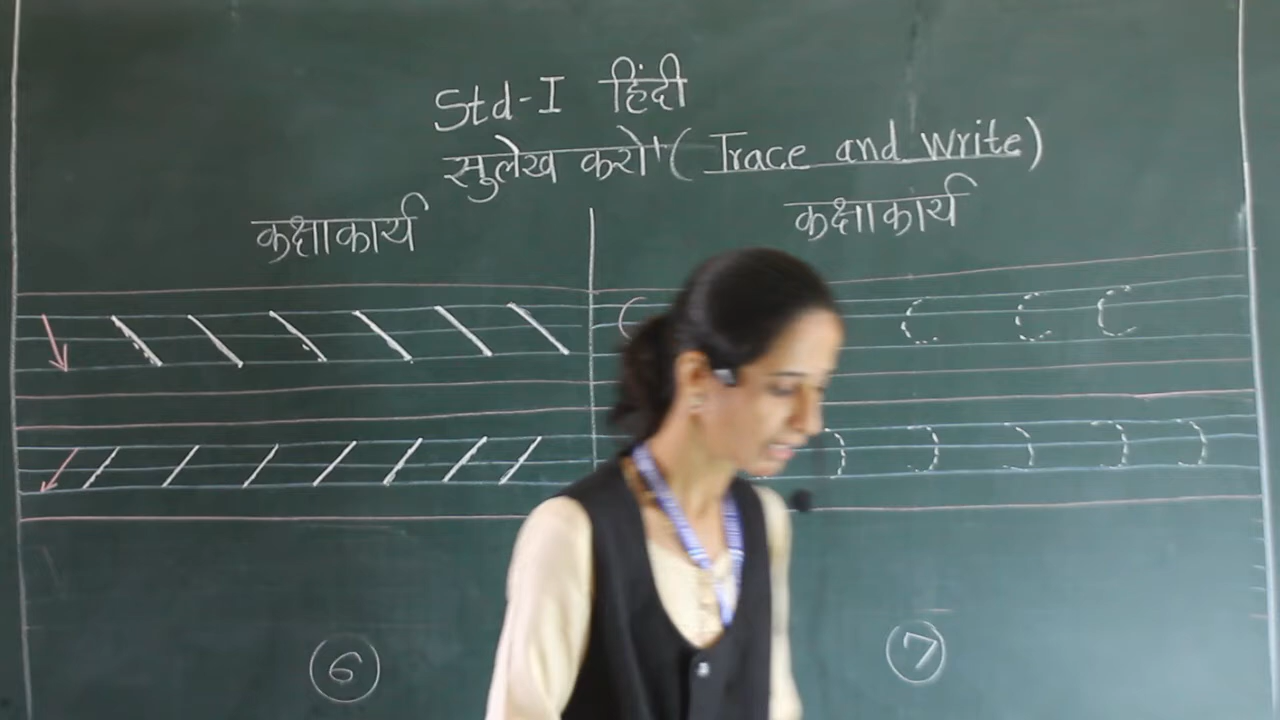 Std-I हिंदी
सुलेख करो (Trace and Write)
कक्षाकार्य
कक्षाकार्य
6
7